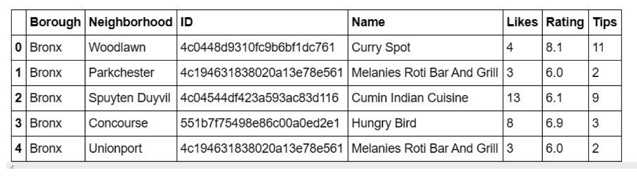 Borough Neighborhood ID Name Likes Rating Tips
0 Bronx Woodlawn 4c0448d9310fc9b6bf1dc761 Curry Spot 4 8.1 11
1 Bronx Parkchester 4c194631838020a13e78e561 Melanies Roti Bar And Grill 3 6.0 2
2 Bronx Spuyten Duyvil 4c04544df423a593ac83d116 Cumin Indian Cuisine 13 6.1 9
3 Bronx Concourse 551b7f75498e86c00a0ed2e1 Hungry Bird 8 6.9 3
4 Bronx Unionport 4c194631838020a13e78e561 Melanies Roti Bar And Grill 3 6.0 2